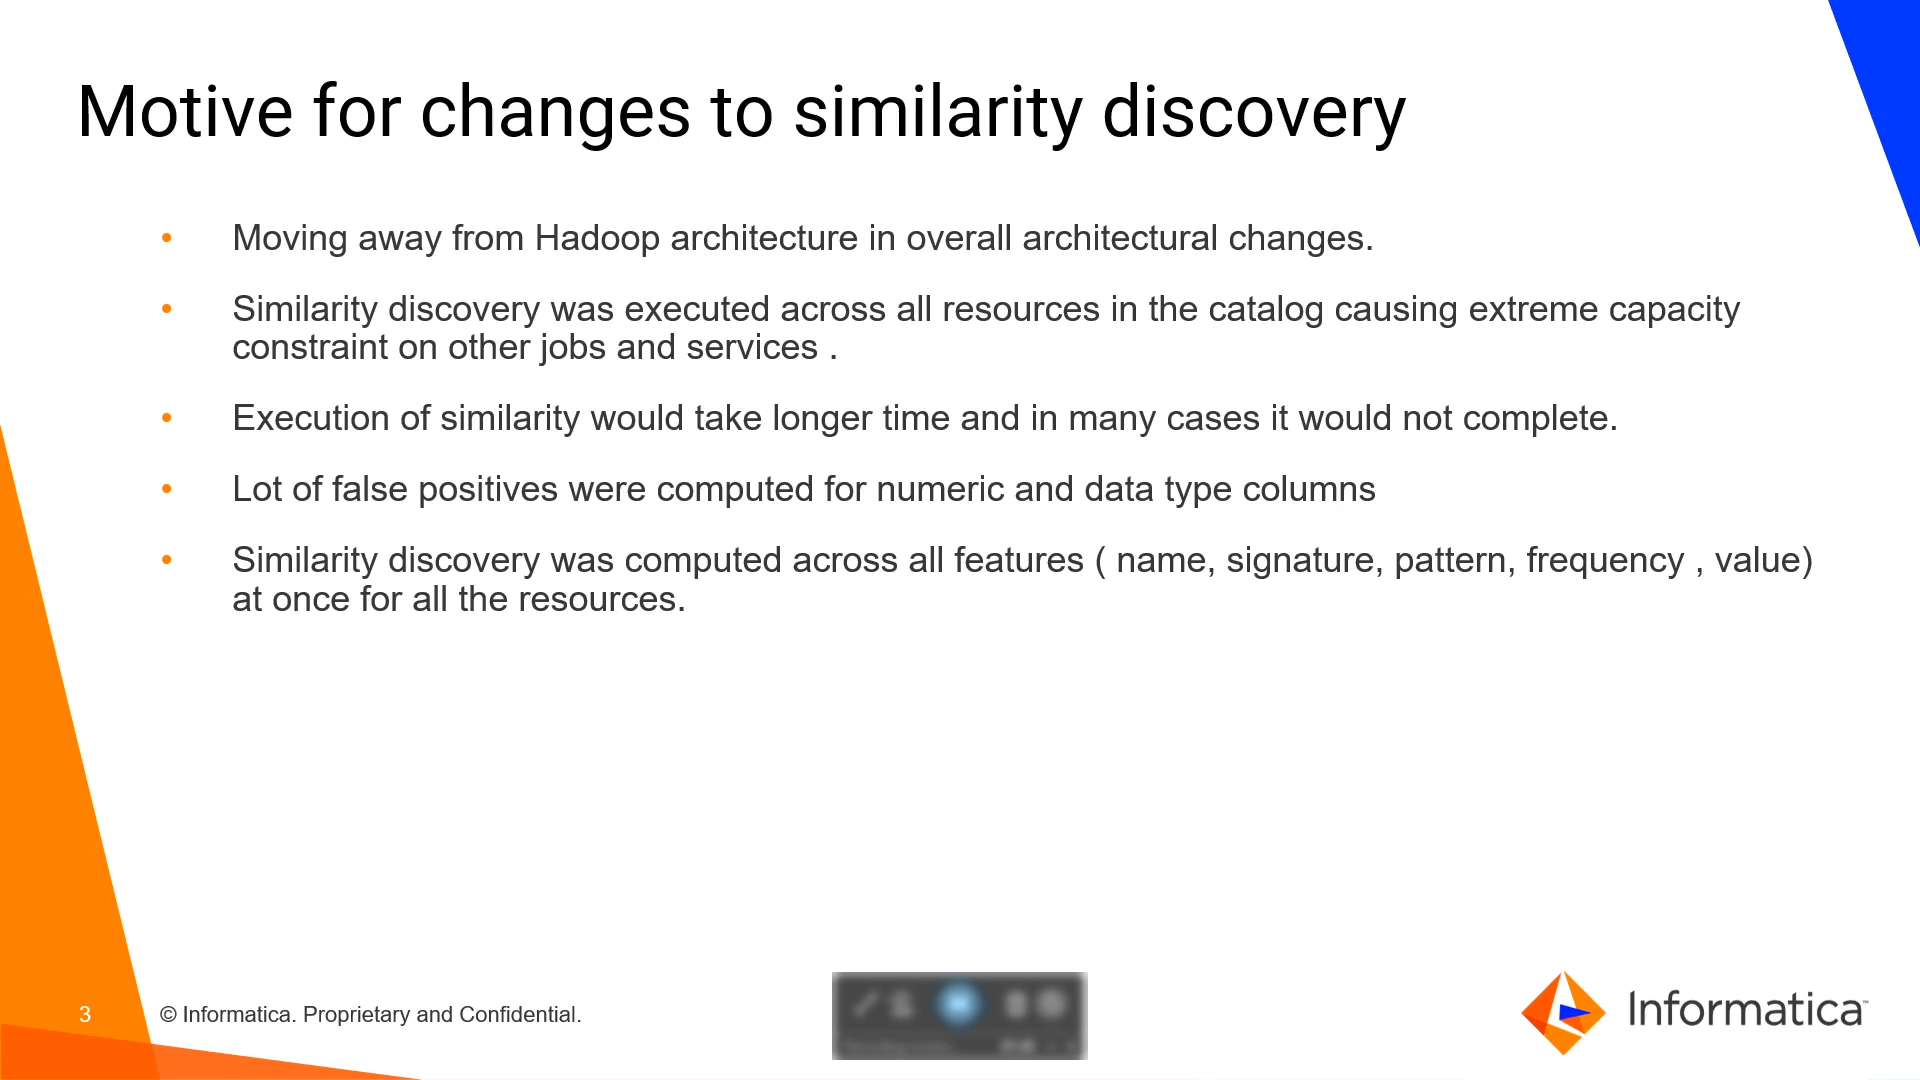 Motive for changes to similarity discovery
• Moving away from Hadoop architecture in overall architectural changes.
• Similarity discovery was executed across all resources in the catalog causing extreme capacity
constraint on other jobs and services .
• Execution of similarity would take longer time and in many cases it would not complete.
• Lot of false positives were computed for numeric and data type columns
• Similarity discovery was computed across all features ( name, signature, pattern, frequency , value)
at once for all the resources.
3
© Informatica. Proprietary and Confidential.
Informatica™